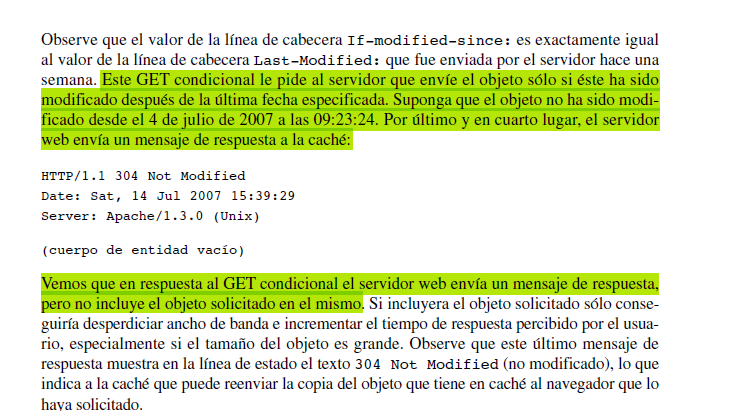 Observe que el valor de la línea de cabecera If-modified-since: es exactamente igual
al valor de la línea de cabecera Last-Modified: que fue enviada por el servidor hace una
semana. Este GET condicional le pide al servidor que envíe el objeto sólo si éste ha sido
modificado después de la última fecha especificada. Suponga que el objeto no ha sido modi-
ficado desde el 4 de julio de 2007 a las 09:23:24. Por último y en cuarto lugar, el servidor
web envía un mensaje de respuesta a la caché:
HTTP/1.1 304 Not Modified
Date: Sat, 14 Jul 2007 15:39:29
Server: Apache/1.3.0 (Unix)
(cuerpo de entidad vacío)
Vemos que en respuesta al GET condicional el servidor web envía un mensaje de respuesta,
pero no incluye el objeto solicitado en el mismo. Si incluyera el objeto solicitado sólo conse-
guiría desperdiciar ancho de banda e incrementar el tiempo de respuesta percibido por el usua-
rio, especialmente si el tamaño del objeto es grande. Observe que este último mensaje de
respuesta muestra en la línea de estado el texto 304 Not Modified (no modificado), lo que
indica a la caché que puede reenviar la copia del objeto que tiene en caché al navegador que lo
haya solicitado.